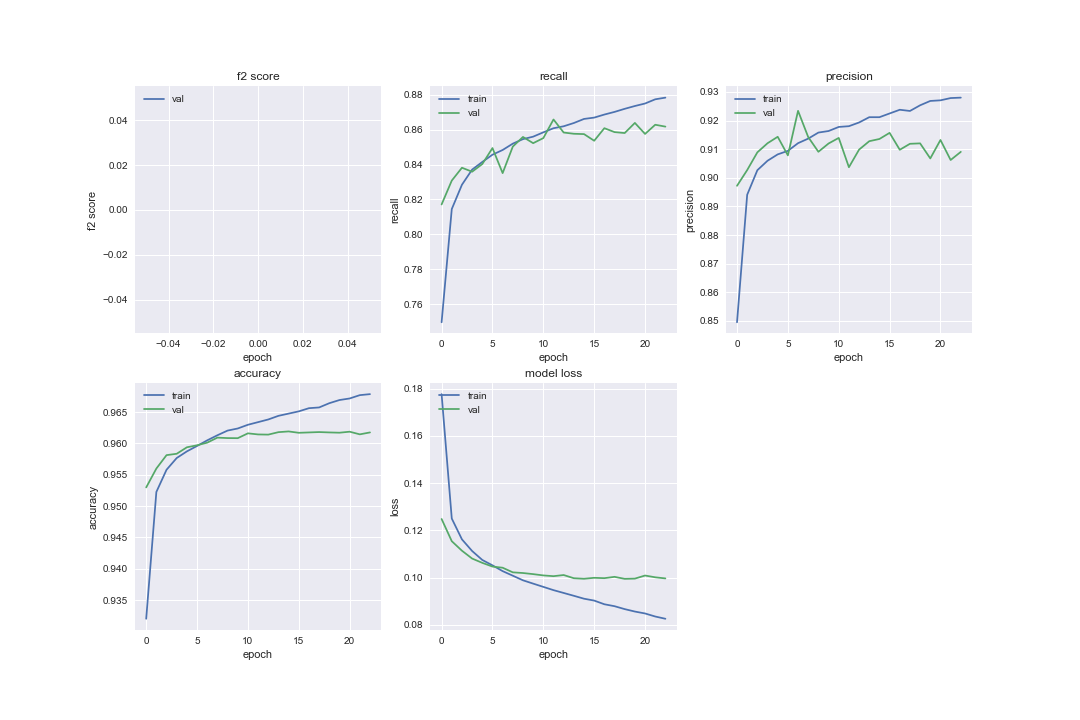 f2 score
val
f2 score
0.04
0.02
0.00
−0.02
−0.04
−0.04
−0.02
0.00
0.02
0.04
epoch
recall
train
val
recall
0.88
0.86
0.84
0.82
0.80
0.78
0.76
0
5
10
15
20
epoch
precision
train
val
precision
0.93
0.92
0.91
0.90
0.89
0.88
0.87
0.86
0.85
0
5
10
15
20
epoch
accuracy
train
val
accuracy
0.965
0.960
0.955
0.950
0.945
0.940
0.935
0
5
10
15
20
epoch
model loss
train
val
loss
0.18
0.16
0.14
0.12
0.10
0.08
0
5
10
15
20
epoch